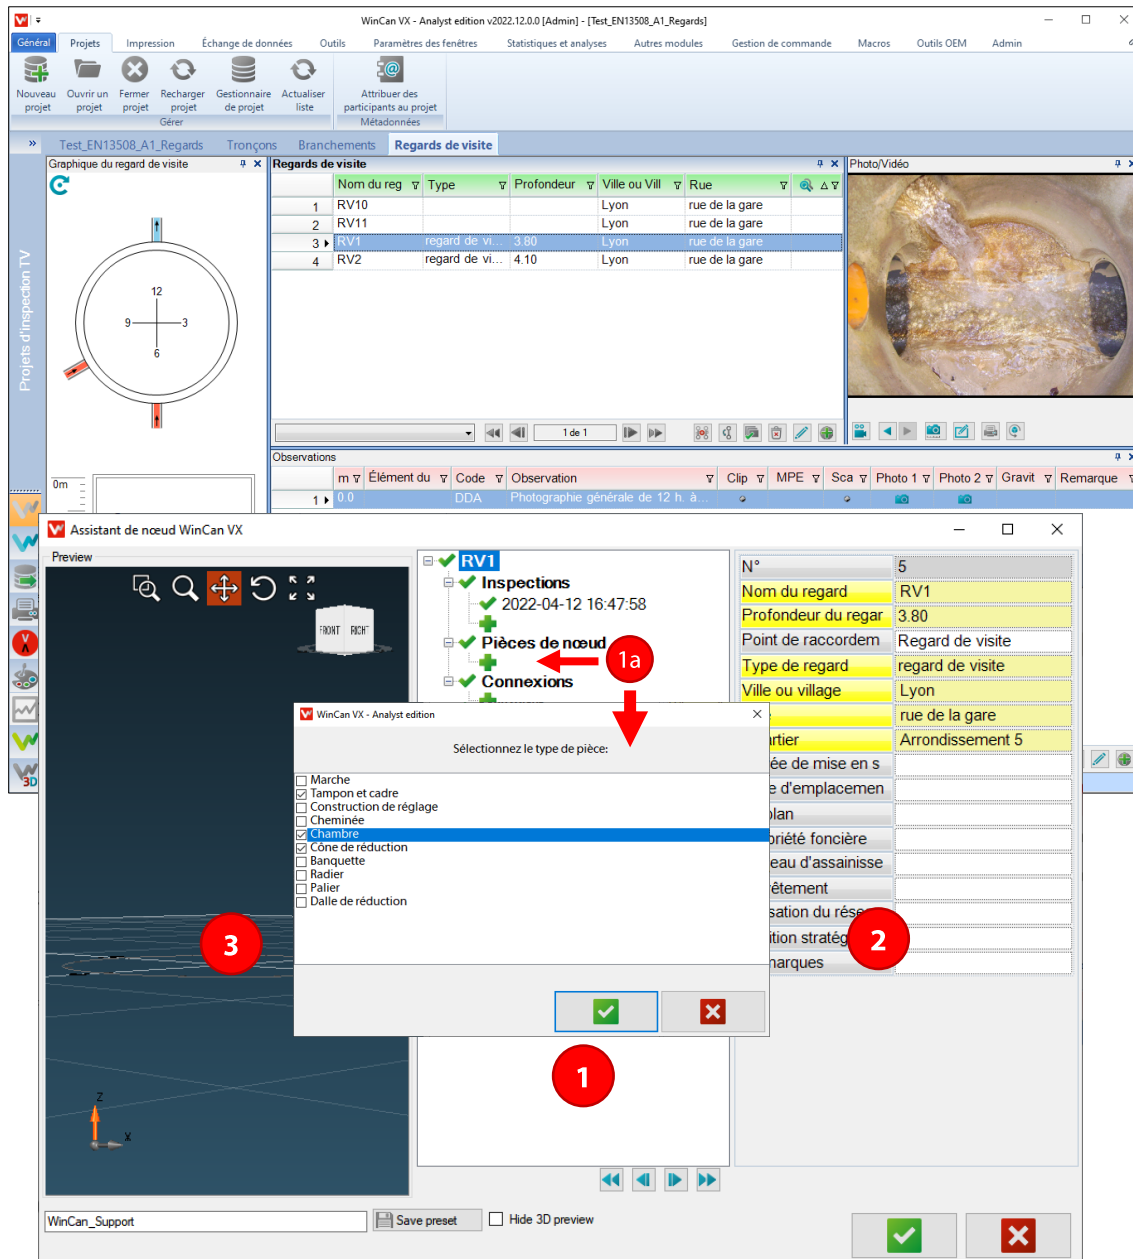 WinCan VX - Analyst edition v2022.12.0.0 [Admin] - [Test_EN13508_A1_Regards]
Général Projets Impression Échange de données Outils Paramètres des fenêtres Statistiques et analyses Autres modules Gestion de commande Macros Outils OEM Admin
Nouveau projet
Ouvrir un projet
Fermer projet
Recharger projet
Gestionnaire de projet
Actualiser liste
Attribuer des participants au projet
Gérer
Métadonnées
» Test_EN13508_A1_Regards Tronçons Branchements Regards de visite
Projets d'inspection TV
Graphique du regard de visite
12
9 3
6
0m
Regards de visite
Nom du reg Type Profondeur Ville ou Vill Rue
1 RV10 Lyon rue de la gare
2 RV11 Lyon rue de la gare
3 RV1 regard de vi... 3.80 Lyon rue de la gare
4 RV2 regard de vi... 4.10 Lyon rue de la gare
1 de 1
Photo/Vidéo
Observations
m Élément du Code Observation Clip MPE Sca Photo 1 Photo 2 Gravit Remarque
1 0.0 DDA Photographie générale de 12 h. à...
3D
Assistant de nœud WinCan VX
Preview
FRONT RIGHT
Z
X
RV1
Inspections
2022-04-12 16:47:58
Pièces de nœud
1a
Connexions
N° 5
Nom du regard RV1
Profondeur du regar 3.80
Point de raccordem Regard de visite
Type de regard regard de visite
Ville ou village Lyon
rue de la gare
artier Arrondissement 5
ée de mise en s
e d'emplacemen
plan
priété foncière
eau d'assainisse
êtement
sation du rése
ition stratég
marques
WinCan VX - Analyst edition
Sélectionnez le type de pièce:
Marche
Tampon et cadre
Construction de réglage
Cheminée
Chambre
Cône de réduction
Banquette
Radier
Palier
Dalle de réduction
3
2
1
WinCan_Support
Save preset
Hide 3D preview